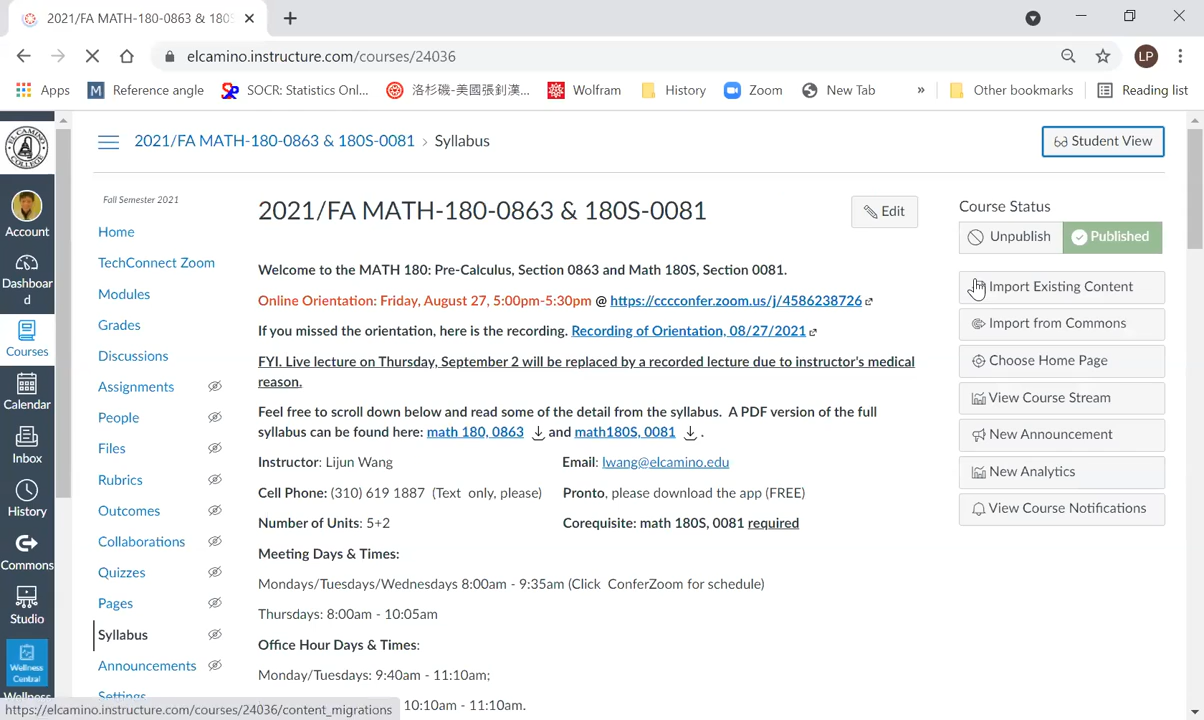 2021/FA MATH-180-0863 & 180S
elcamino.instructure.com/courses/24036
LP
Apps
Reference angle
SOCR: Statistics Onl...
洛杉磯-美國張釗漢...
Wolfram
History
Zoom
New Tab
»
Other bookmarks
Reading list
2021/FA MATH-180-0863 & 180S-0081 › Syllabus
Student View
Account
Dashboar
d
Courses
Calendar
Inbox
History
Commons
Studio
Wellness
Central
Wellness
Fall Semester 2021
Home
TechConnect Zoom
Modules
Grades
Discussions
Assignments
People
Files
Rubrics
Outcomes
Collaborations
Quizzes
Pages
Syllabus
Announcements
Settings
2021/FA MATH-180-0863 & 180S-0081
Edit
Welcome to the MATH 180: Pre-Calculus, Section 0863 and Math 180S, Section 0081.
Online Orientation: Friday, August 27, 5:00pm-5:30pm @ https://cccconfer.zoom.us/j/4586238726
If you missed the orientation, here is the recording. Recording of Orientation, 08/27/2021
FYI. Live lecture on Thursday, September 2 will be replaced by a recorded lecture due to instructor's medical
reason.
Feel free to scroll down below and read some of the detail from the syllabus. A PDF version of the full
syllabus can be found here: math 180, 0863 and math180S, 0081 .
Instructor: Lijun Wang
Email: lwang@elcamino.edu
Cell Phone: (310) 619 1887 (Text only, please)
Pronto, please download the app (FREE)
Number of Units: 5+2
Corequisite: math 180S, 0081 required
Meeting Days & Times:
Mondays/Tuesdays/Wednesdays 8:00am - 9:35am (Click ConferZoom for schedule)
Thursdays: 8:00am - 10:05am
Office Hour Days & Times:
Monday/Tuesday: 9:40am - 11:10am;
10:10am - 11:10am.
Course Status
Unpublish
Published
Import Existing Content
Import from Commons
Choose Home Page
View Course Stream
New Announcement
New Analytics
View Course Notifications
https://elcamino.instructure.com/courses/24036/content_migrations